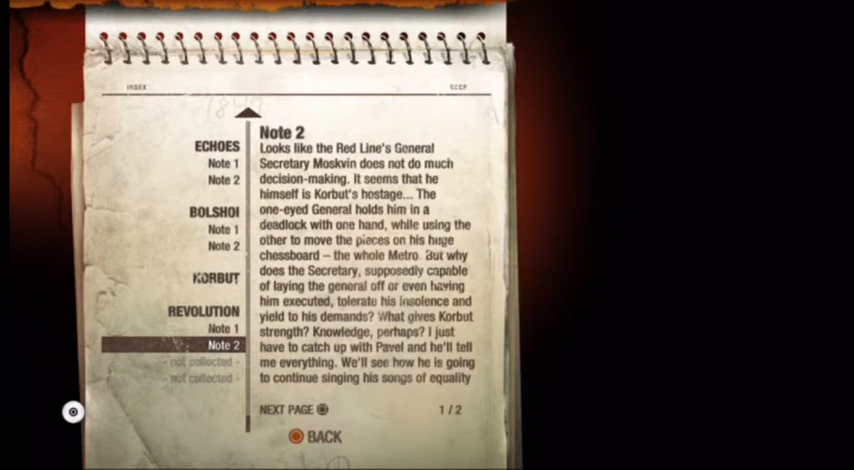 INDEX
CCCP
1847
ECHOES
Note 1
Note 2
BOLSHOI
Note 1
Note 2
KORBUT
REVOLUTION
Note 1
Note 2
- not collected -
- not collected -
Note 2
Looks like the Red Line's General
Secretary Moskvin does not do much
decision-making. It seems that he
himself is Korbut's hostage... The
one-eyed General holds him in a
deadlock with one hand, while using the
other to move the pieces on his huge
chessboard – the whole Metro. But why
does the Secretary, supposedly capable
of laying the general off or even having
him executed, tolerate his insolence and
yield to his demands? What gives Korbut
strength? Knowledge, perhaps? I just
have to catch up with Pavel and he'll tell
me everything. We'll see how he is going
to continue singing his songs of equality
NEXT PAGE
1 / 2
BACK